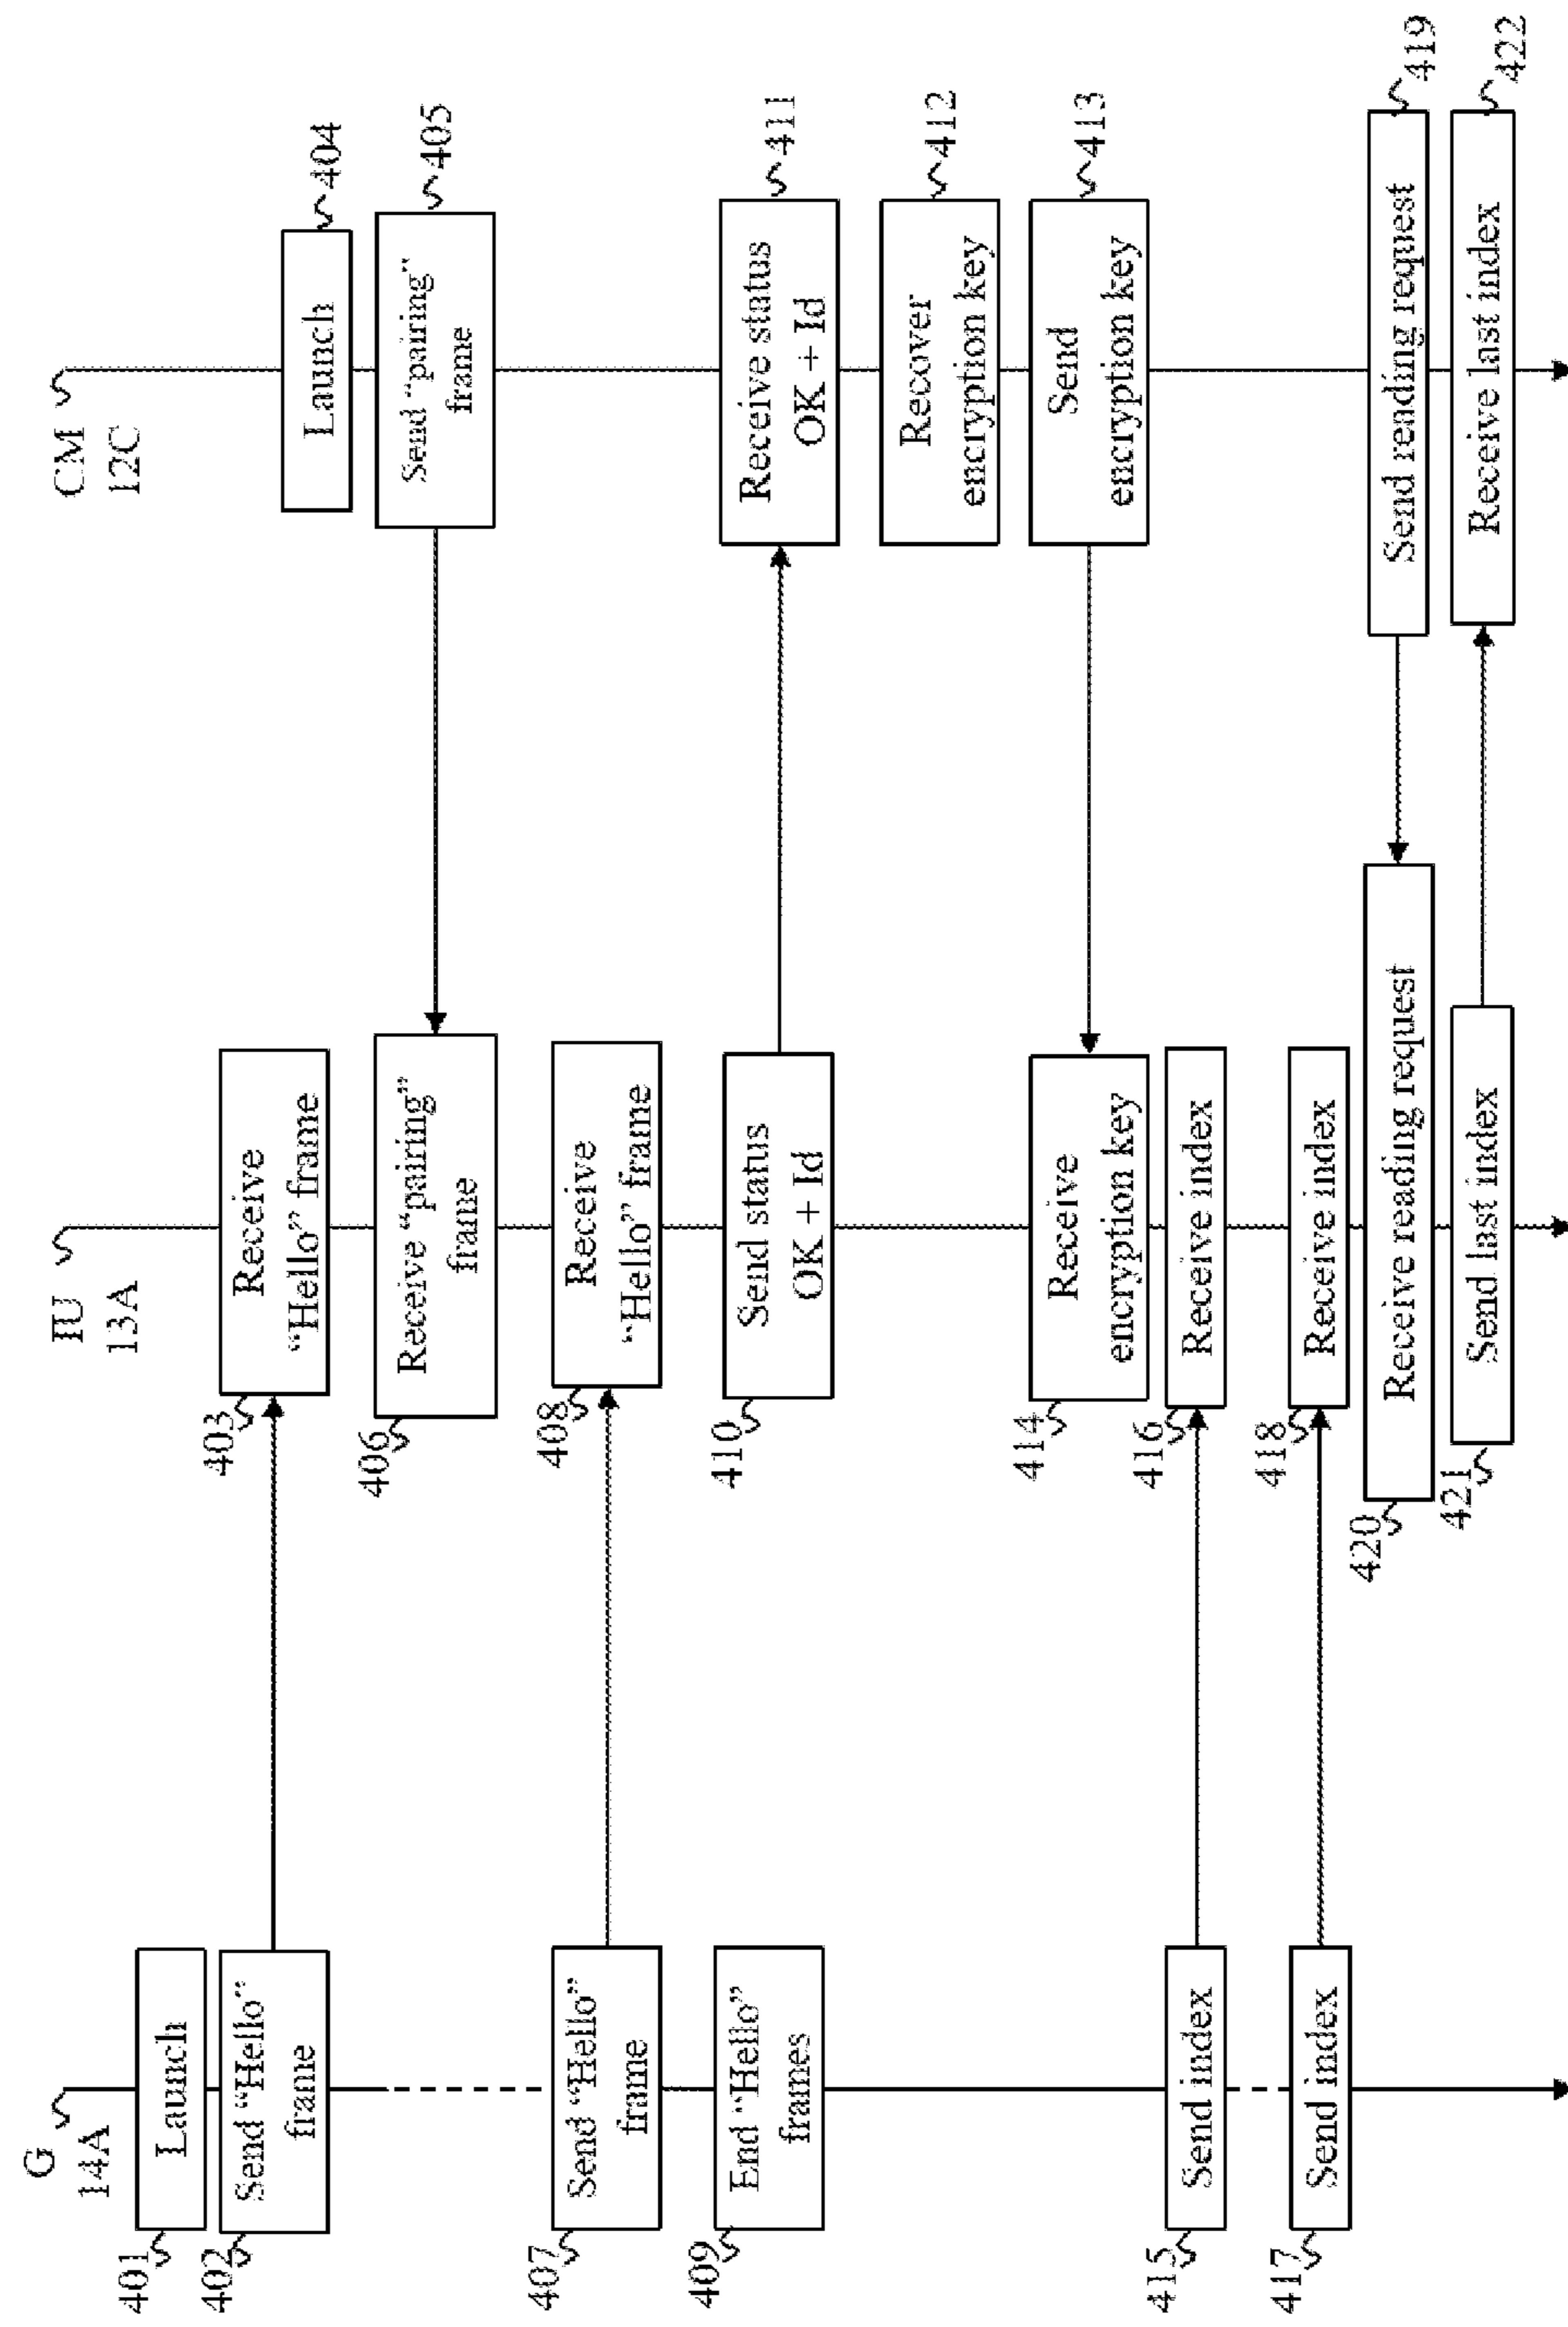 G
14A
IU
13A
CM
12C
401
Launch
402
Send “Hello”
frame
403
Receive
“Hello” frame
404
Launch
405
Send “pairing”
frame
406
Receive “pairing”
frame
407
Send “Hello”
frame
408
Receive
“Hello” frame
409
End “Hello”
frames
410
Send status
OK + Id
411
Receive status
OK + Id
412
Recover
encryption key
413
Send
encryption key
414
Receive
encryption key
415
Send index
416
Receive index
417
Send index
418
Receive index
419
Send reading request
420
Receive reading request
421
Send last index
422
Receive last index